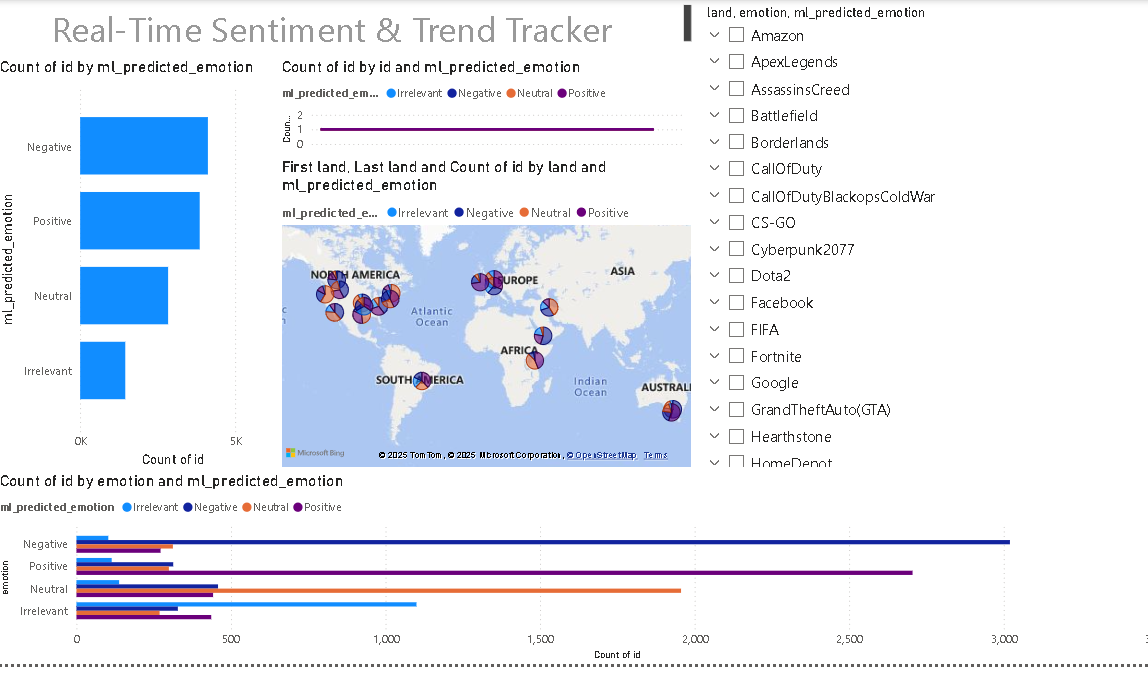 Real-Time Sentiment & Trend Tracker
Count of id by ml_predicted_emotion
ml_predicted_emotion
Negative
Positive
Neutral
Irrelevant
0K
5K
Count of id
Count of id by id and ml_predicted_emotion
ml_predicted_em... Irrelevant Negative Neutral Positive
Coun...
2
1
0
First land, Last land and Count of id by land and
ml_predicted_emotion
ml_predicted_e... Irrelevant Negative Neutral Positive
NORTH AMERICA
EUROPE
ASIA
Atlantic
Ocean
AFRICA
SOUTH AMERICA
Indian
Ocean
AUSTRALI
Microsoft Bing
© 2025 TomTom, © 2025 Microsoft Corporation, © OpenStreetMap Terms
land, emotion, ml_predicted_emotion
Amazon
ApexLegends
AssassinsCreed
Battlefield
Borderlands
CallOfDuty
CallOfDutyBlackopsColdWar
CS-GO
Cyberpunk2077
Dota2
Facebook
FIFA
Fortnite
Google
GrandTheftAuto(GTA)
Hearthstone
HomeDepot
Count of id by emotion and ml_predicted_emotion
ml_predicted_emotion Irrelevant Negative Neutral Positive
emotion
Negative
Positive
Neutral
Irrelevant
0
500
1,000
1,500
2,000
2,500
3,000
Count of id